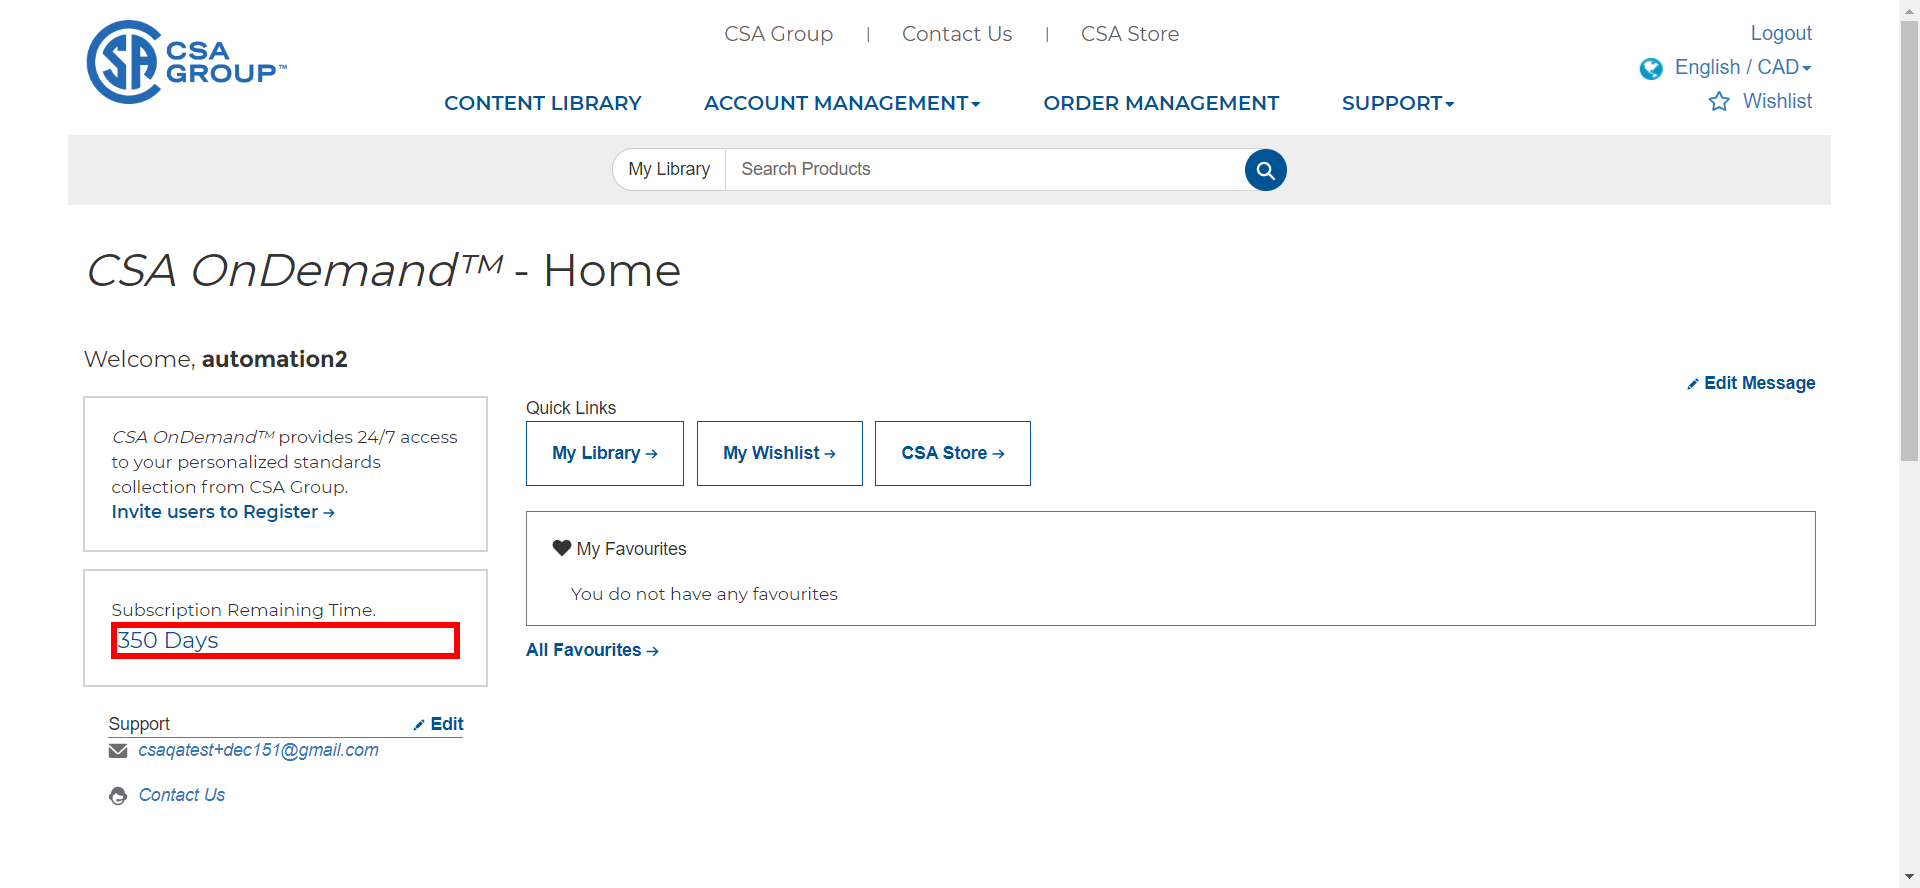 CSA Group | Contact Us | CSA Store
Logout
English / CAD
Wishlist
CSA
GROUP™
CONTENT LIBRARY ACCOUNT MANAGEMENT ORDER MANAGEMENT SUPPORT
My Library Search Products
CSA OnDemand™ - Home
Welcome, automation2
Edit Message
CSA OnDemand™ provides 24/7 access
to your personalized standards
collection from CSA Group.
Invite users to Register →
Subscription Remaining Time.
350 Days
Support Edit
csaqatest+dec151@gmail.com
Contact Us
Quick Links
My Library → My Wishlist → CSA Store →
My Favourites
You do not have any favourites
All Favourites →